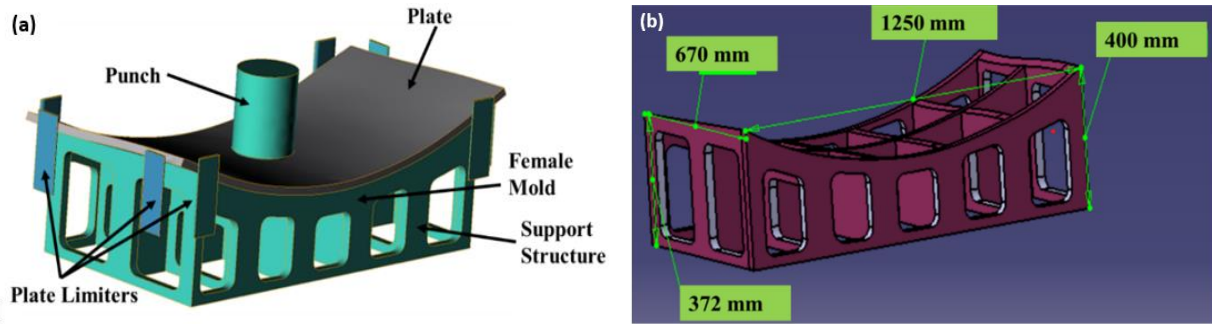 (a)
Plate
Punch
Female
Mold
Support
Structure
Plate Limiters
(b)
1250 mm
670 mm
400 mm
372 mm